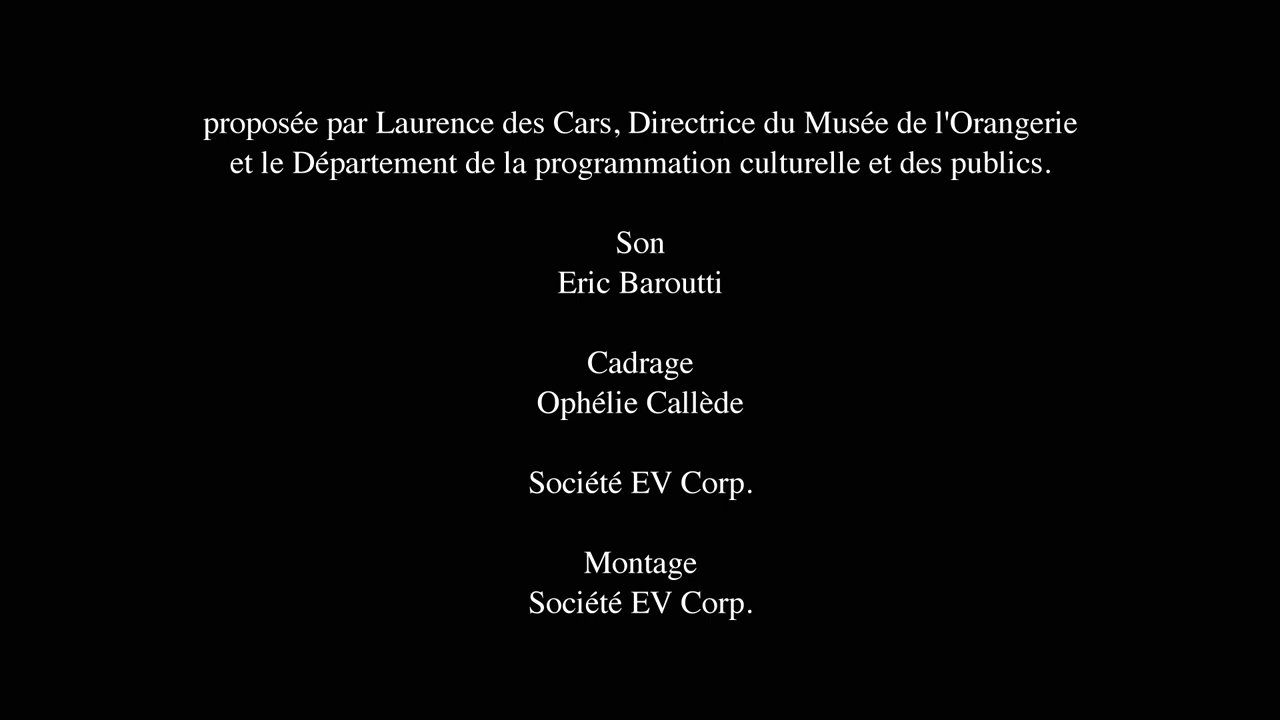 proposée par Laurence des Cars, Directrice du Musée de l'Orangerie
et le Département de la programmation culturelle et des publics.
Son
Eric Baroutti
Cadrage
Ophélie Callède
Société EV Corp.
Montage
Société EV Corp.